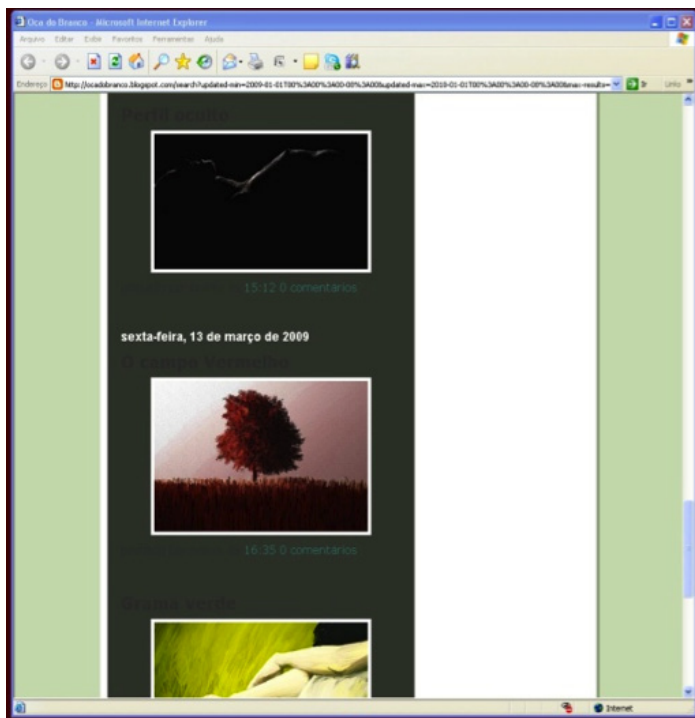 Oca do Branco - Microsoft Internet Explorer
Arquivo Editar Exibir Favoritos Ferramentas Ajuda
Endereço http://ocadobranco.blogspot.com/search?updated-min=2009-01-01T00%3A00%3A00-08%3A00&updated-max=2010-01-01T00%3A00%3A00-08%3A00&max-results= Ir Links
Perfil oculto
15:12 0 comentários
sexta-feira, 13 de março de 2009
O campo Vermelho
16:35 0 comentários
Brama verde
Internet